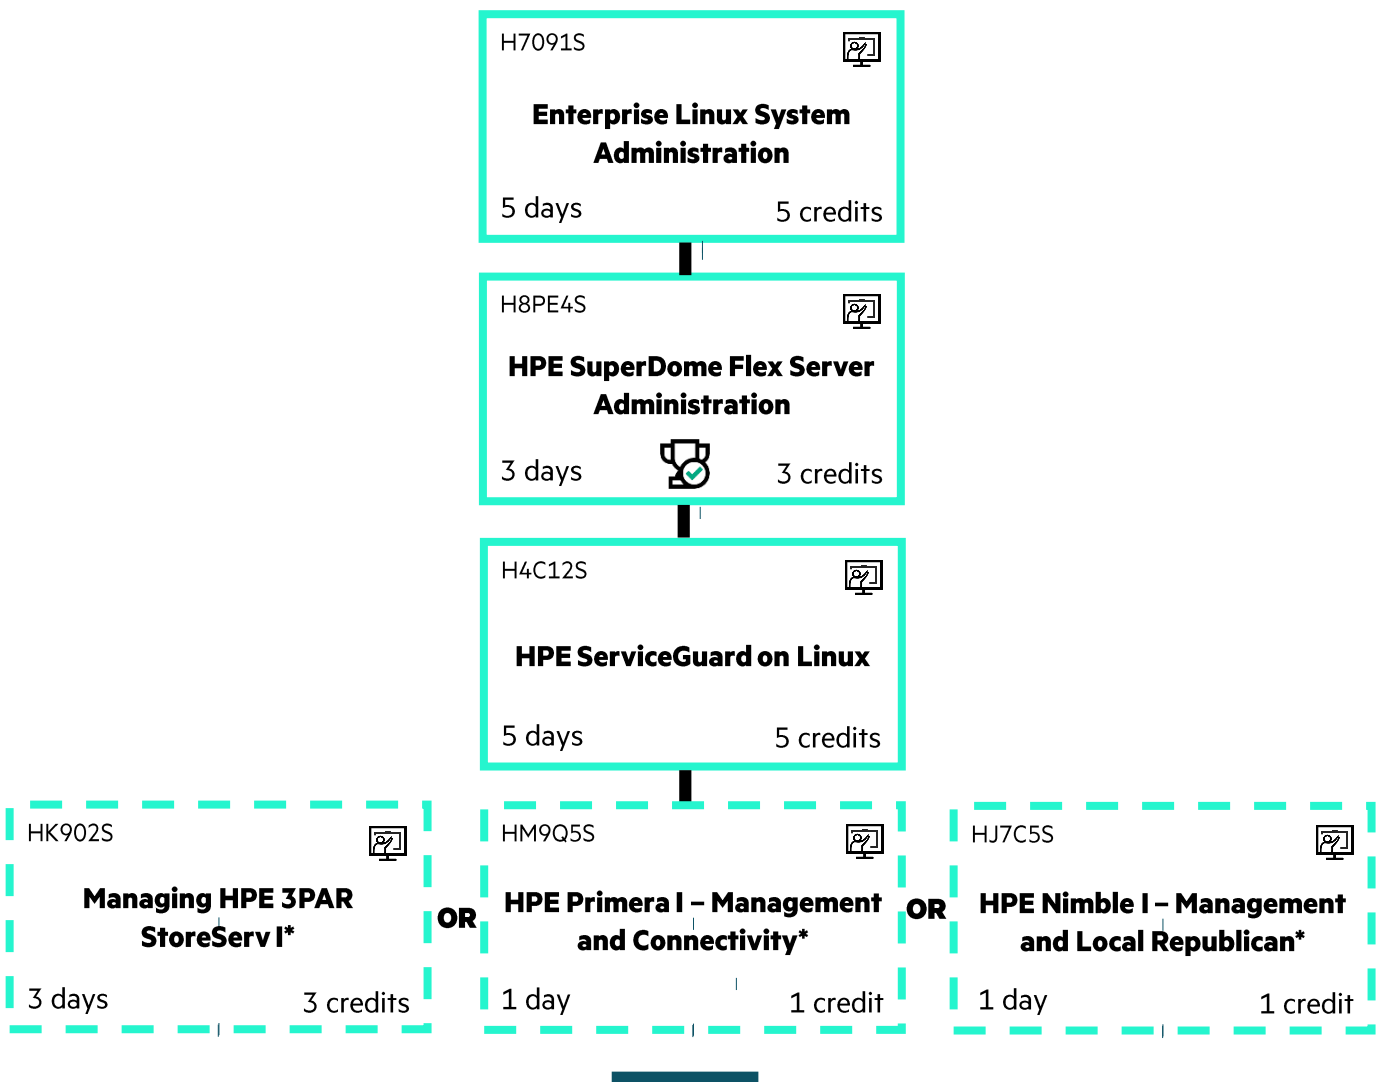 H7091S
Enterprise Linux System
Administration
5 days
5 credits
H8PE4S
HPE SuperDome Flex Server
Administration
3 days
3 credits
H4C12S
HPE ServiceGuard on Linux
5 days
5 credits
HK902S
Managing HPE 3PAR
StoreServ I*
3 days
3 credits
OR
HM9Q5S
HPE Primera I – Management
and Connectivity*
1 day
1 credit
OR
HJ7C5S
HPE Nimble I – Management
and Local Republican*
1 day
1 credit